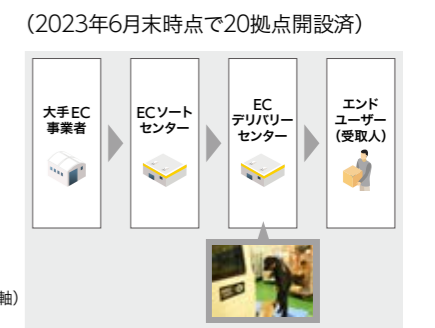 (2023年6月末時点で20拠点開設済)
大手EC
事業者
ECソート
センター
EC
デリバリー
センター
エンド
ユーザー
(受取人)
軸)